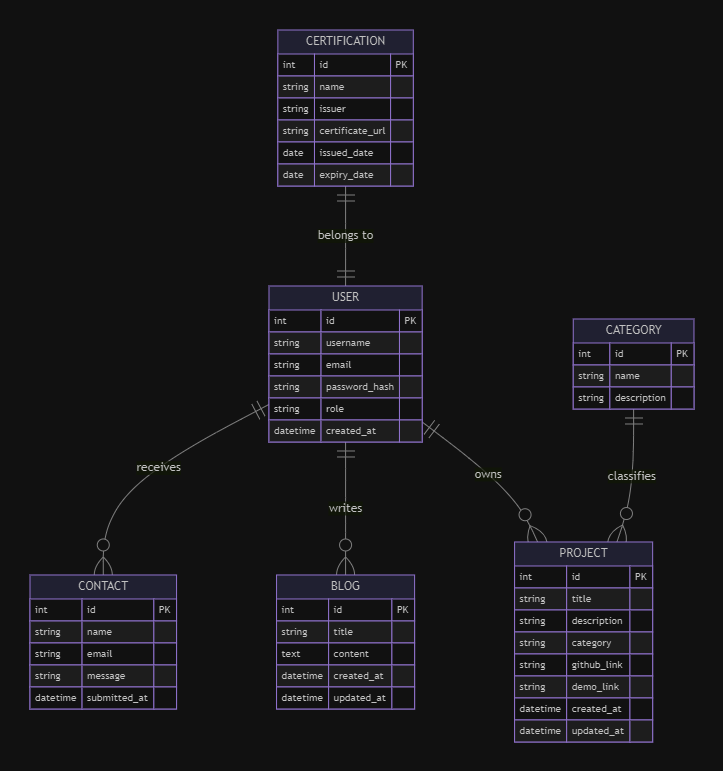 CERTIFICATION
int id PK
string name
string issuer
string certificate_url
date issued_date
date expiry_date
belongs to
USER
int id PK
string username
string email
string password_hash
string role
datetime created_at
CATEGORY
int id PK
string name
string description
receives
writes
owns
classifies
CONTACT
int id PK
string name
string email
string message
datetime submitted_at
BLOG
int id PK
string title
text content
datetime created_at
datetime updated_at
PROJECT
int id PK
string title
string description
string category
string github_link
string demo_link
datetime created_at
datetime updated_at